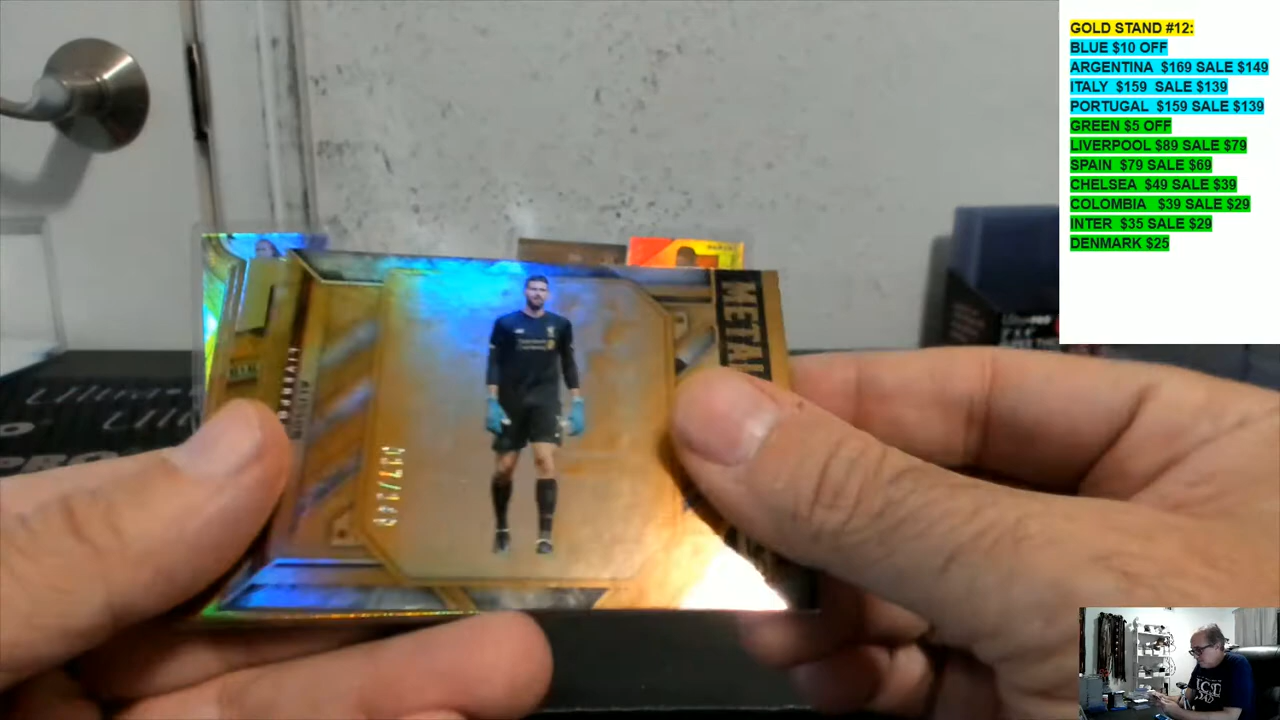 GOLD STAND #12:
BLUE $10 OFF
ARGENTINA $169 SALE $149
ITALY $159 SALE $139
PORTUGAL $159 SALE $139
GREEN $5 OFF
LIVERPOOL $89 SALE $79
SPAIN $79 SALE $69
CHELSEA $49 SALE $39
COLOMBIA $39 SALE $29
INTER $35 SALE $29
DENMARK $25
METAL
Ultra